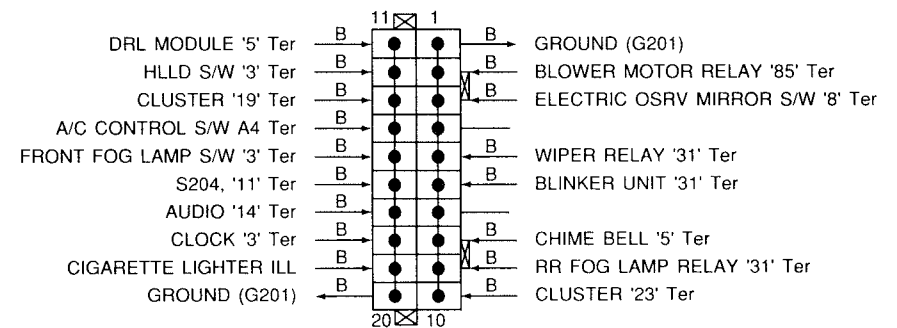 11 1
DRL MODULE '5' Ter B B GROUND (G201)
HLLD S/W '3' Ter B B BLOWER MOTOR RELAY '85' Ter
CLUSTER '19' Ter B B ELECTRIC OSRV MIRROR S/W '8' Ter
A/C CONTROL S/W A4 Ter B
FRONT FOG LAMP S/W '3' Ter B B WIPER RELAY '31' Ter
S204, '11' Ter B B BLINKER UNIT '31' Ter
AUDIO '14' Ter B
CLOCK '3' Ter B B CHIME BELL '5' Ter
CIGARETTE LIGHTER ILL B B RR FOG LAMP RELAY '31' Ter
GROUND (G201) B B CLUSTER '23' Ter
20 10